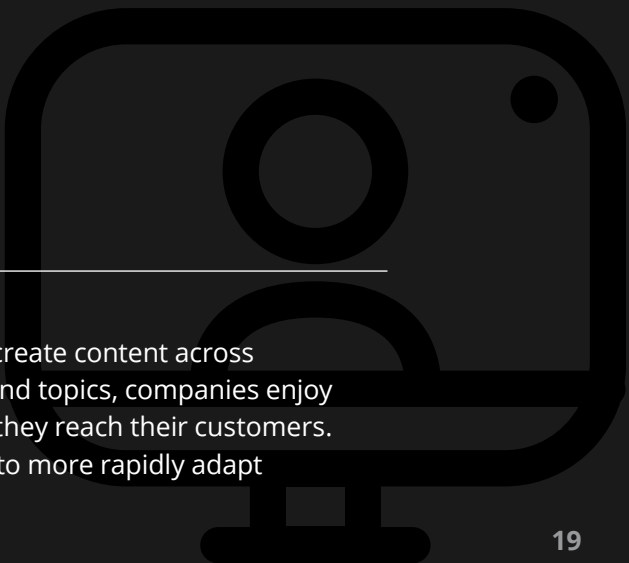 create content across
nd topics, companies enjoy
they reach their customers.
to more rapidly adapt
19